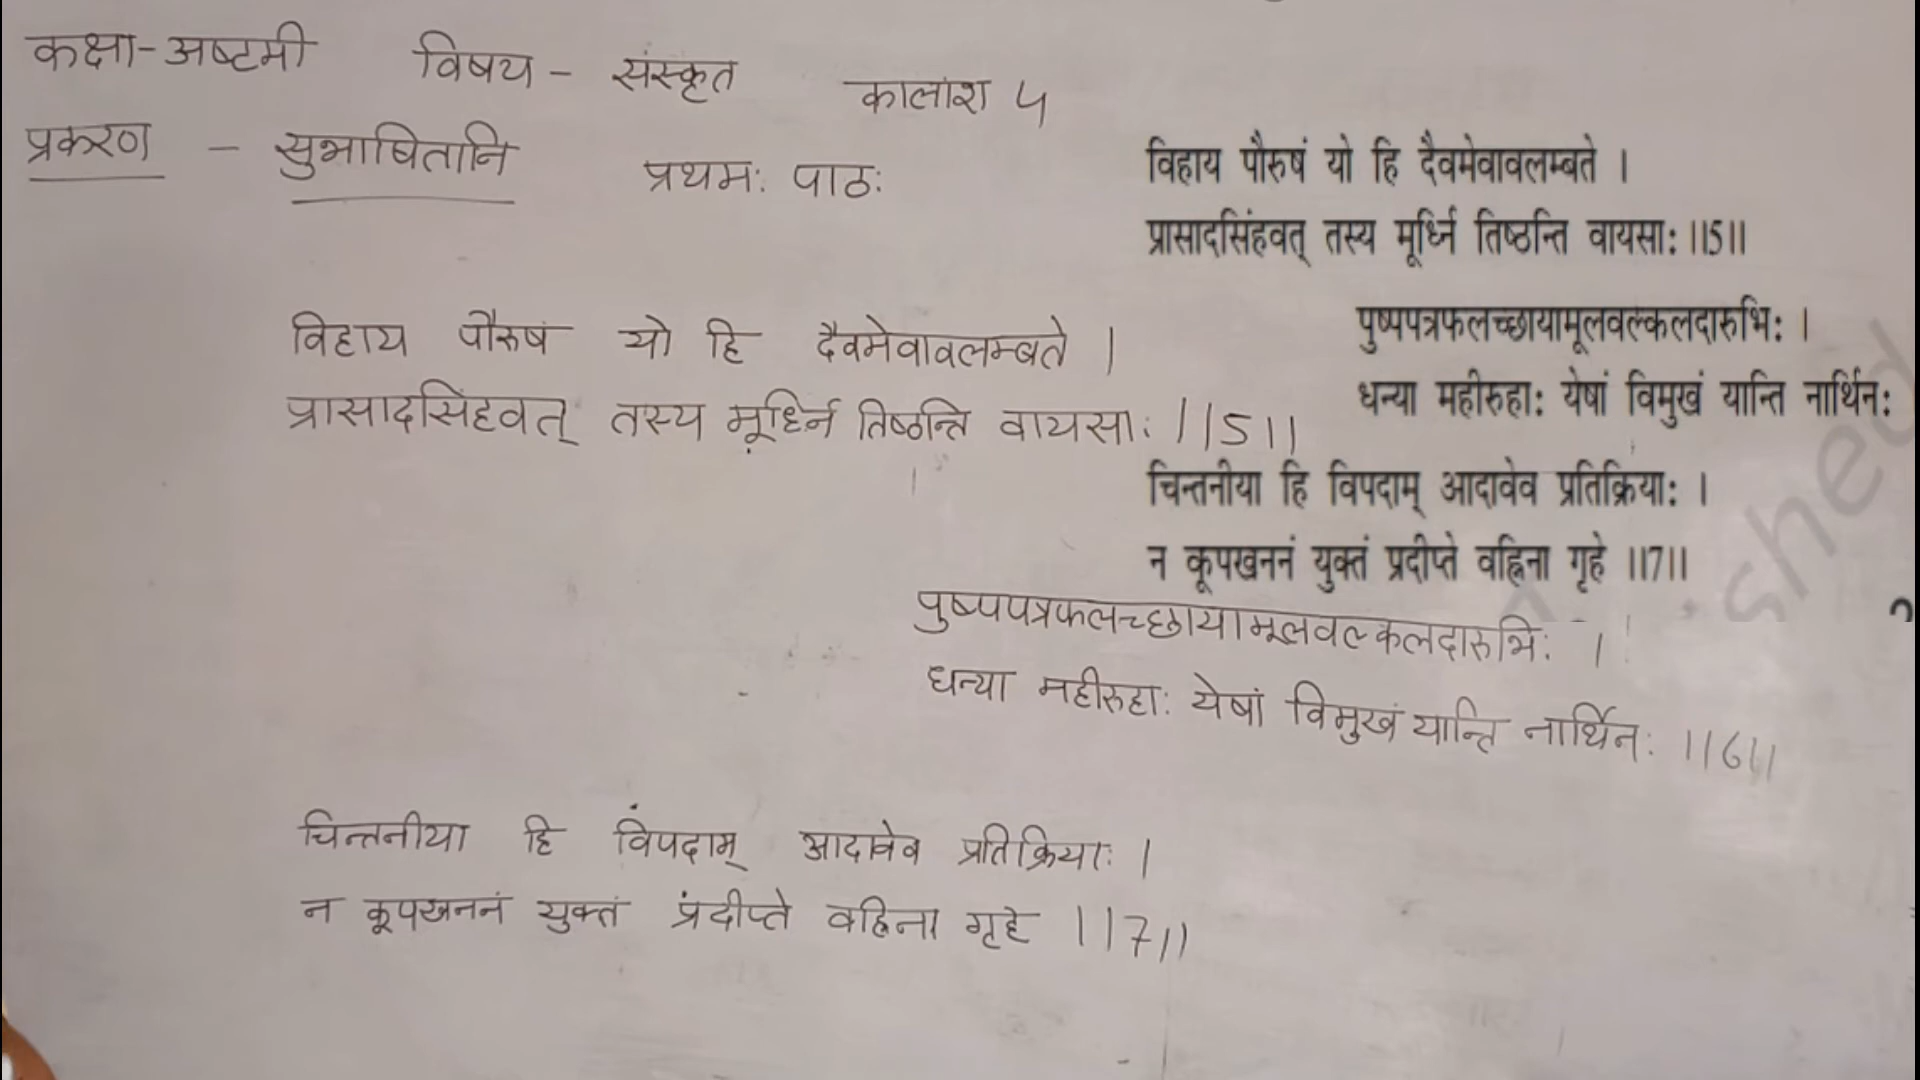 कक्षा-अष्टमी विषय - संस्कृत कालांश 5
प्रकरण - सुभाषितानि प्रथमः पाठः
विहाय पौरुषं यो हि दैवमेवावलम्बते ।
प्रासादसिंहवत् तस्य मूर्ध्नि तिष्ठन्ति वायसाः ।।5।।
पुष्पपत्रफलच्छायामूलवल्कलदारुभिः ।
धन्या महीरुहाः येषां विमुखं यान्ति नार्थिनः
चिन्तनीया हि विपदाम् आदावेव प्रतिक्रियाः ।
न कूपखननं युक्तं प्रदीप्ते वह्निना गृहे ।।7।।
विहाय पौरुषं यो हि दैवमेवावलम्बते ।
प्रासादसिंहवत् तस्य मूर्ध्नि तिष्ठन्ति वायसाः ।।5।।
पुष्पपत्रफलच्छायामूलवल्कलदारुभिः ।
धन्या महीरुहाः येषां विमुखं यान्ति नार्थिनः ।।6।।
चिन्तनीया हि विपदाम् आदावेव प्रतिक्रियाः ।
न कूपखननं युक्तं प्रदीप्ते वह्निना गृहे ।।7।।
shed